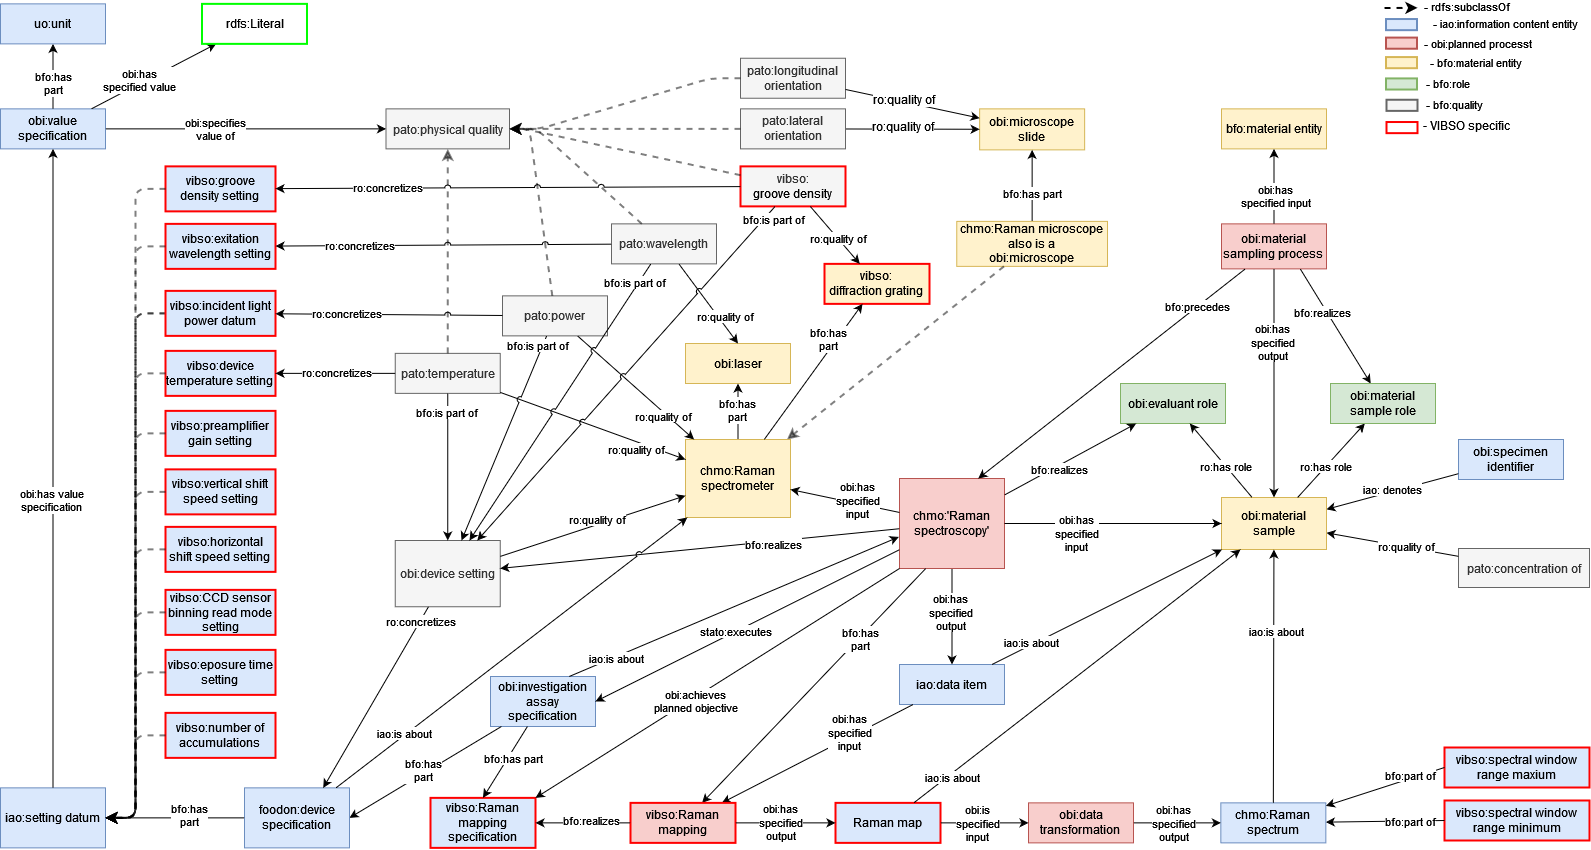 uo:unit
rdfs:Literal
- rdfs:subclassOf
- iao:information content entity
- obi:planned processt
- bfo:material entity
- bfo:role
- bfo:quality
- VIBSO specific
bfo:has
part
obi:has
specified value
pato:longitudinal
orientation
ro:quality of
obi:value
specification
obi:specifies
value of
pato:physical quality
pato:lateral
orientation
ro:quality of
obi:microscope
slide
bfo:material entity
vibso:groove
density setting
ro:concretizes
vibso:
groove density
bfo:has part
obi:has
specified input
bfo:is part of
vibso:exitation
wavelength setting
ro:concretizes
pato:wavelength
ro:quality of
chmo:Raman microscope
also is a
obi:microscope
obi:material
sampling process
vibso:
diffraction grating
bfo:is part of
vibso:incident light
power datum
ro:concretizes
pato:power
ro:quality of
bfo:precedes
bfo:realizes
obi:has
specified
output
bfo:has
part
bfo:is part of
vibso:device
temperature setting
ro:concretizes
pato:temperature
obi:laser
bfo:has
part
obi:evaluant role
obi:material
sample role
bfo:is part of
ro:quality of
vibso:preamplifier
gain setting
ro:quality of
chmo:Raman
spectrometer
bfo:realizes
ro:has role
ro:has role
obi:specimen
identifier
iao: denotes
vibso:vertical shift
speed setting
obi:has value
specification
obi:has
specified
input
chmo:'Raman
spectroscopy'
obi:has
specified
input
obi:material
sample
ro:quality of
vibso:horizontal
shift speed setting
bfo:realizes
ro:quality of
pato:concentration of
obi:device setting
vibso:CCD sensor
binning read mode
setting
ro:concretizes
obi:has
specified
output
stato:executes
bfo:has
part
iao:is about
iao:is about
vibso:eposure time
setting
iao:is about
iao:data item
obi:investigation
assay
specification
obi:achieves
planned objective
vibso:number of
accumulations
iao:is about
obi:has
specified
input
bfo:has part
bfo:has
part
iao:is about
vibso:spectral window
range maxium
bfo:part of
iao:setting datum
bfo:has
part
foodon:device
specification
vibso:Raman
mapping
specification
bfo:realizes
vibso:Raman
mapping
obi:has
specified
output
Raman map
obi:is
specified
input
obi:data
transformation
obi:has
specified
output
chmo:Raman
spectrum
bfo:part of
vibso:spectral window
range minimum